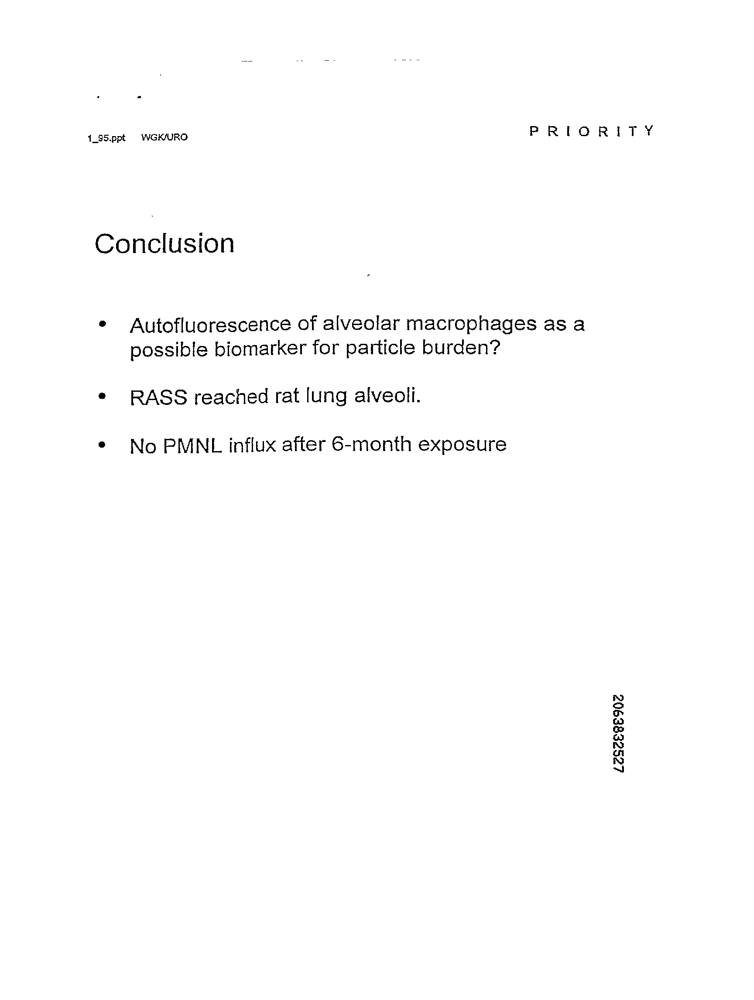 1_95.ppt WGK/URO
P R I O R I T Y
Conclusion
• Autofluorescence of alveolar macrophages as a
possible biomarker for particle burden?
• RASS reached rat lung alveoli.
• No PMNL influx after 6-month exposure
2063832527